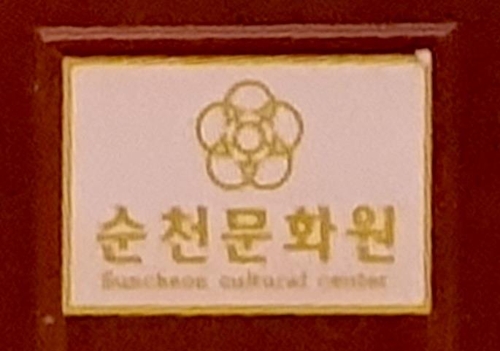 순천문화원
Suncheon cultural center